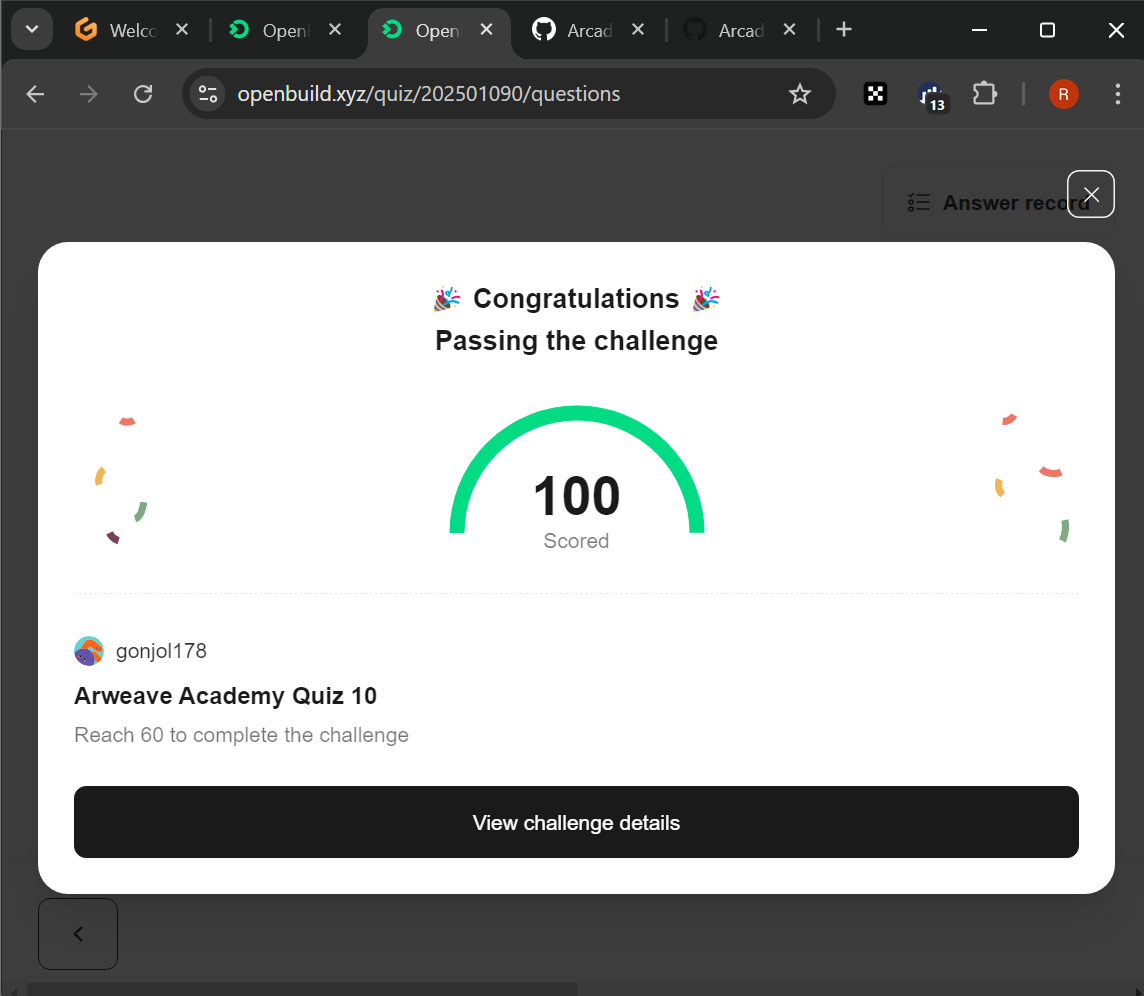 Welco
Openl
Open
Arcad
Arcad
openbuild.xyz/quiz/202501090/questions
13
R
Answer record
Congratulations
Passing the challenge
100
Scored
gonjol178
Arweave Academy Quiz 10
Reach 60 to complete the challenge
View challenge details